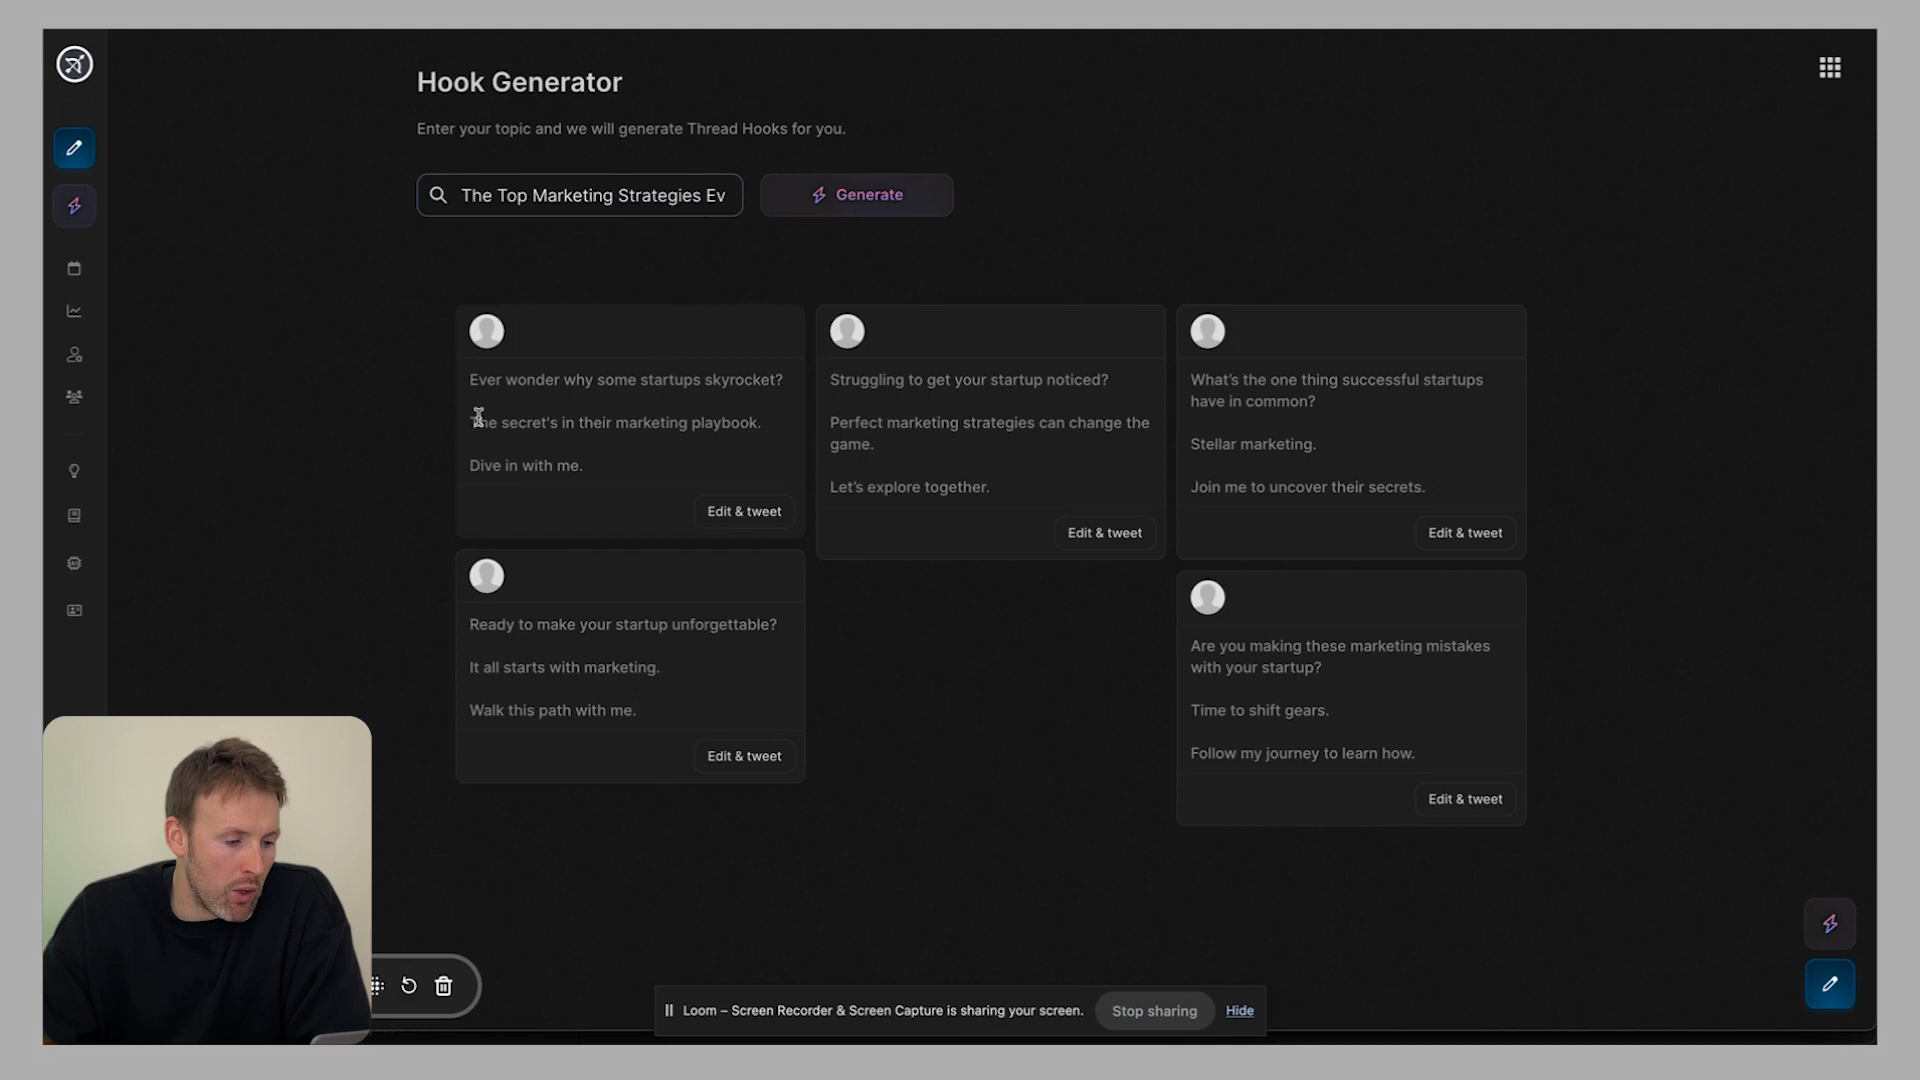 Hook Generator
Enter your topic and we will generate Thread Hooks for you.
The Top Marketing Strategies Ev
Generate
Ever wonder why some startups skyrocket?
The secret's in their marketing playbook.
Dive in with me.
Edit & tweet
Struggling to get your startup noticed?
Perfect marketing strategies can change the
game.
Let's explore together.
Edit & tweet
What's the one thing successful startups
have in common?
Stellar marketing.
Join me to uncover their secrets.
Edit & tweet
Ready to make your startup unforgettable?
It all starts with marketing.
Walk this path with me.
Edit & tweet
Are you making these marketing mistakes
with your startup?
Time to shift gears.
Follow my journey to learn how.
Edit & tweet
Loom – Screen Recorder & Screen Capture is sharing your screen.
Stop sharing
Hide